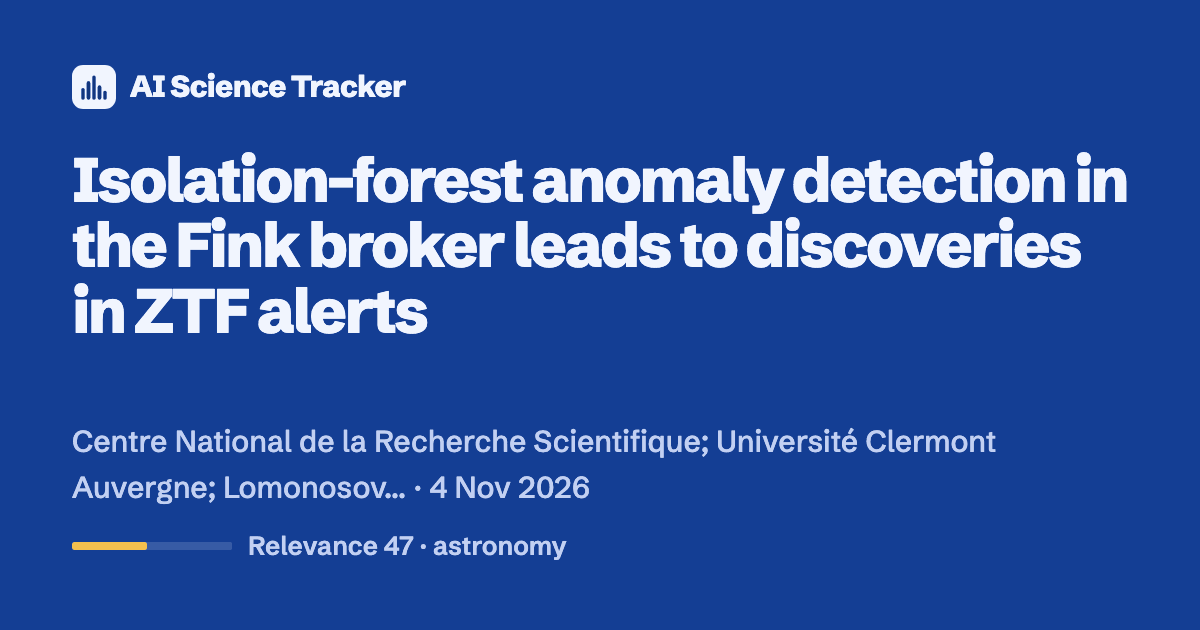 AI Science Tracker
Isolation-forest anomaly detection in
the Fink broker leads to discoveries
in ZTF alerts
Centre National de la Recherche Scientifique; Université Clermont
Auvergne; Lomonosov... · 4 Nov 2026
Relevance 47 · astronomy